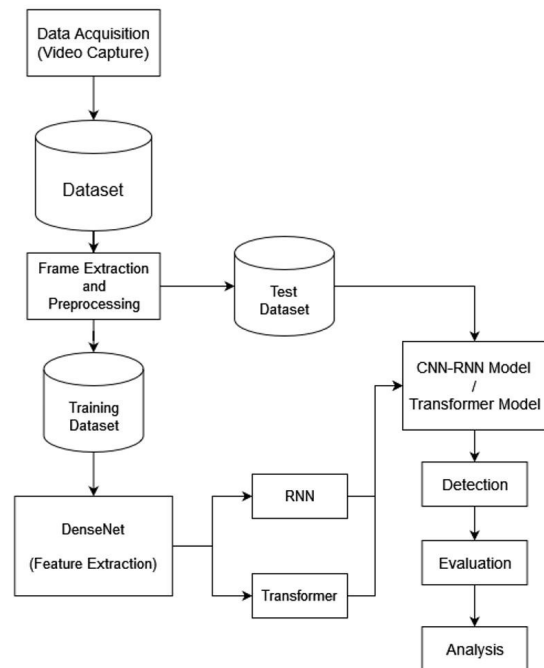 Data Acquisition
(Video Capture)
Dataset
Frame Extraction
and
Preprocessing
Test
Dataset
Training
Dataset
CNN-RNN Model
/
Transformer Model
DenseNet
(Feature Extraction)
RNN
Transformer
Detection
Evaluation
Analysis